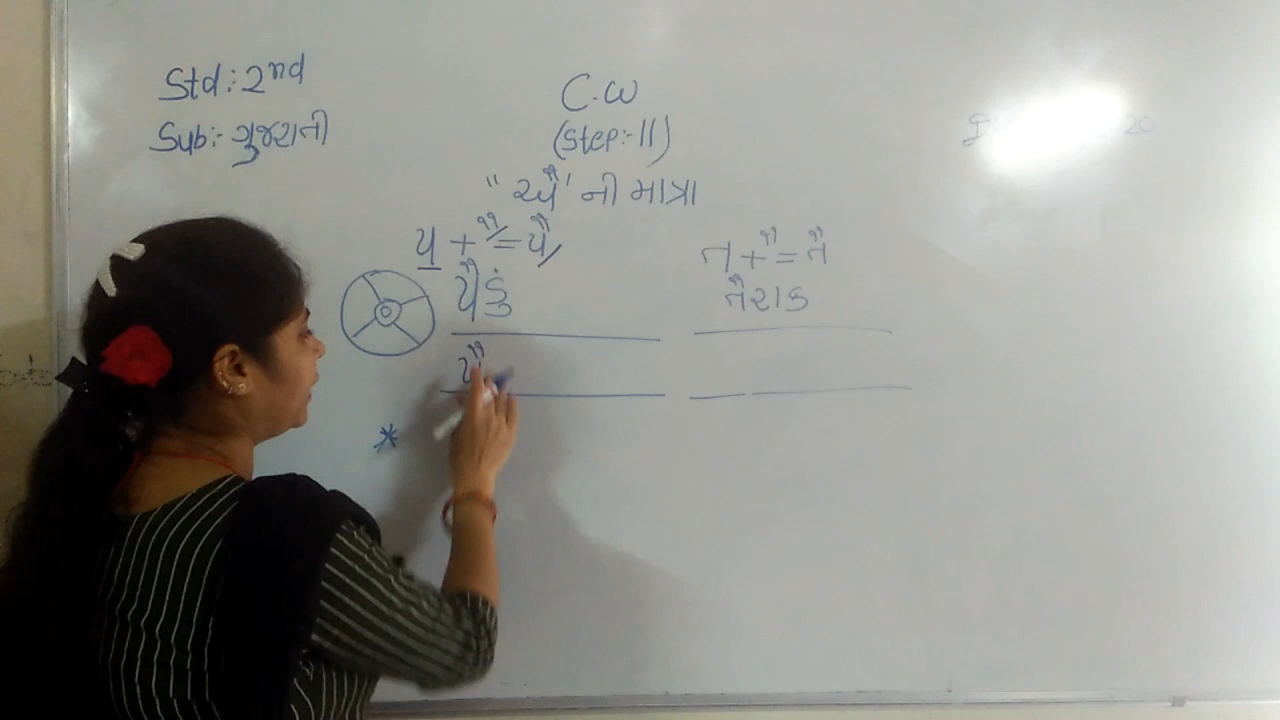 Std:- 2nd
C.W
Sub:- ગુજરાતી
(Step:-11)
"ઐ" ની માત્રા
પ + ૈ = પૈ
ત + ૈ = તૈ
પૈડું
તૈરાક
પૈ
*